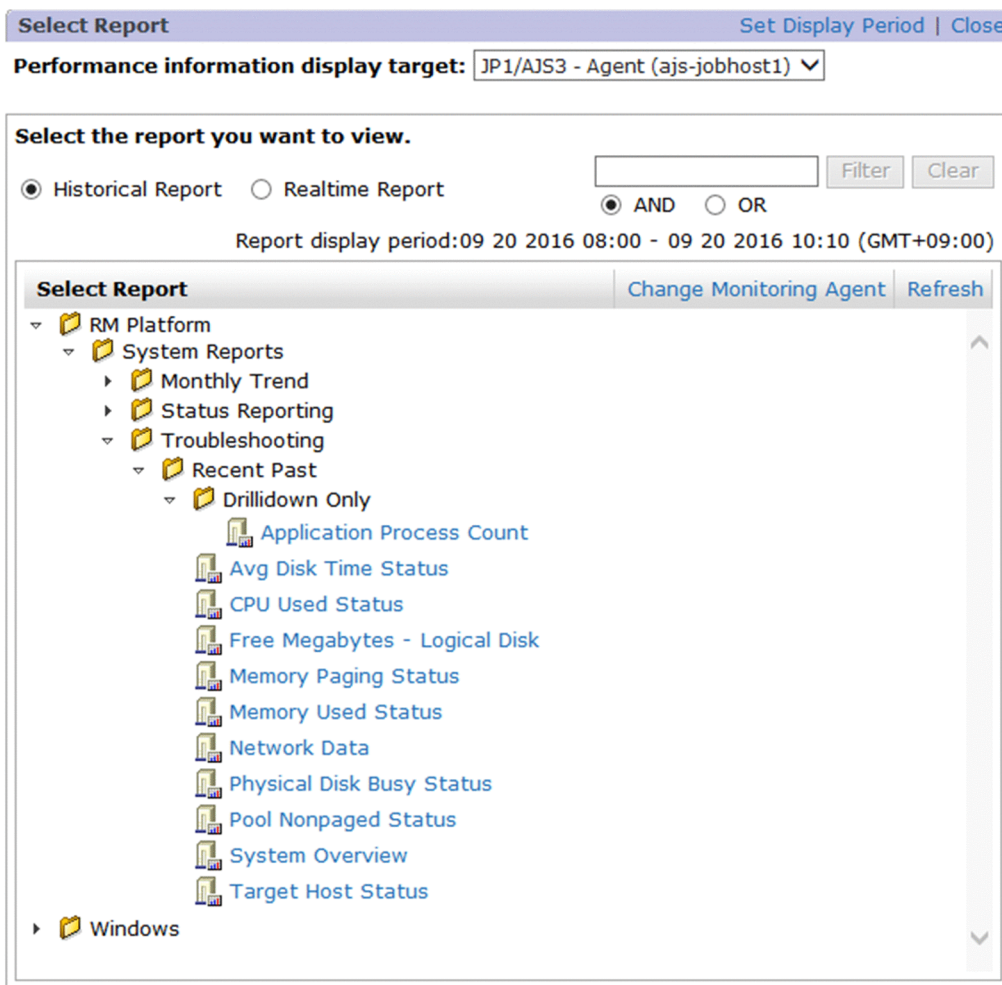 Select Report Set Display Period | Close
Performance information display target: JP1/AJS3 - Agent (ajs-jobhost1)
Select the report you want to view.
Historical Report Realtime Report Filter Clear
AND OR
Report display period:09 20 2016 08:00 - 09 20 2016 10:10 (GMT+09:00)
Select Report Change Monitoring Agent Refresh
RM Platform
System Reports
Monthly Trend
Status Reporting
Troubleshooting
Recent Past
Drillidown Only
Application Process Count
Avg Disk Time Status
CPU Used Status
Free Megabytes - Logical Disk
Memory Paging Status
Memory Used Status
Network Data
Physical Disk Busy Status
Pool Nonpaged Status
System Overview
Target Host Status
Windows